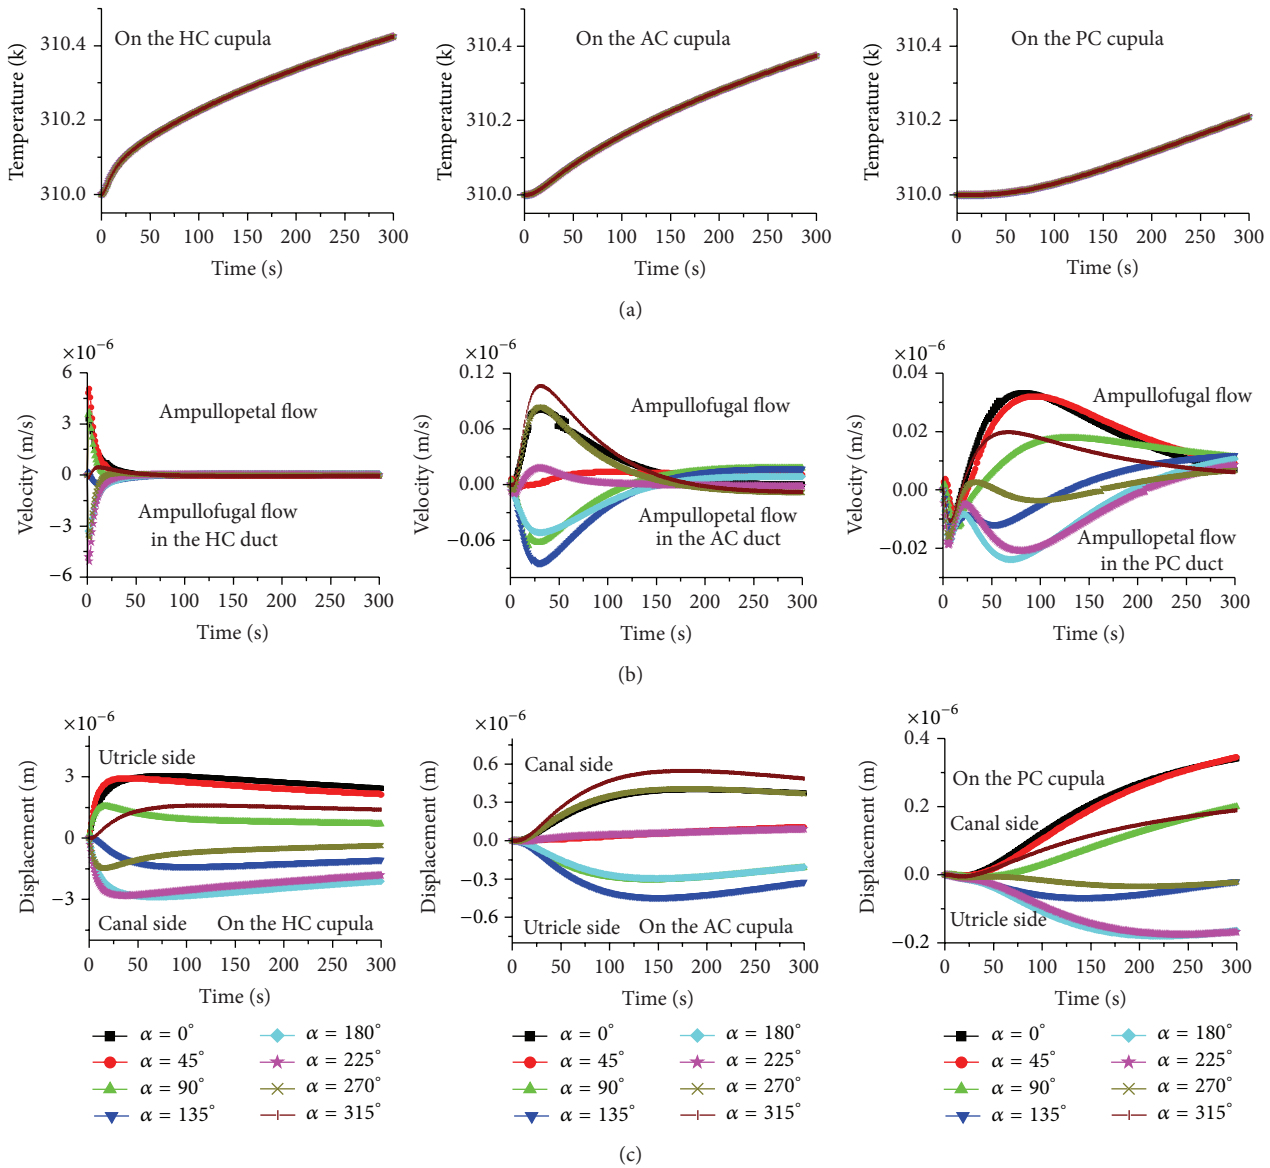 On the HC cupula
Temperature (k)
310.4
310.2
310.0
0 50 100 150 200 250 300
Time (s)
On the AC cupula
Temperature (k)
310.4
310.2
310.0
0 50 100 150 200 250 300
Time (s)
On the PC cupula
Temperature (k)
310.4
310.2
310.0
0 50 100 150 200 250 300
Time (s)
(a)
×10−6
Velocity (m/s)
6
3
0
−3
−6
Ampullopetal flow
Ampullofugal flow
in the HC duct
0 50 100 150 200 250 300
Time (s)
×10−6
Velocity (m/s)
0.12
0.06
0.00
−0.06
Ampullofugal flow
Ampullopetal flow
in the AC duct
0 50 100 150 200 250 300
Time (s)
×10−6
Velocity (m/s)
0.04
0.02
0.00
−0.02
Ampullofugal flow
Ampullopetal flow
in the PC duct
0 50 100 150 200 250 300
Time (s)
(b)
×10−6
Displacement (m)
3
0
−3
Utricle side
Canal side On the HC cupula
0 50 100 150 200 250 300
Time (s)
×10−6
Displacement (m)
0.6
0.3
0.0
−0.3
−0.6
Canal side
Utricle side On the AC cupula
0 50 100 150 200 250 300
Time (s)
×10−6
Displacement (m)
0.4
0.2
0.0
−0.2
On the PC cupula
Canal side
Utricle side
0 50 100 150 200 250 300
Time (s)
α = 0° α = 180°
α = 45° α = 225°
α = 90° α = 270°
α = 135° α = 315°
α = 0° α = 180°
α = 45° α = 225°
α = 90° α = 270°
α = 135° α = 315°
α = 0° α = 180°
α = 45° α = 225°
α = 90° α = 270°
α = 135° α = 315°
(c)